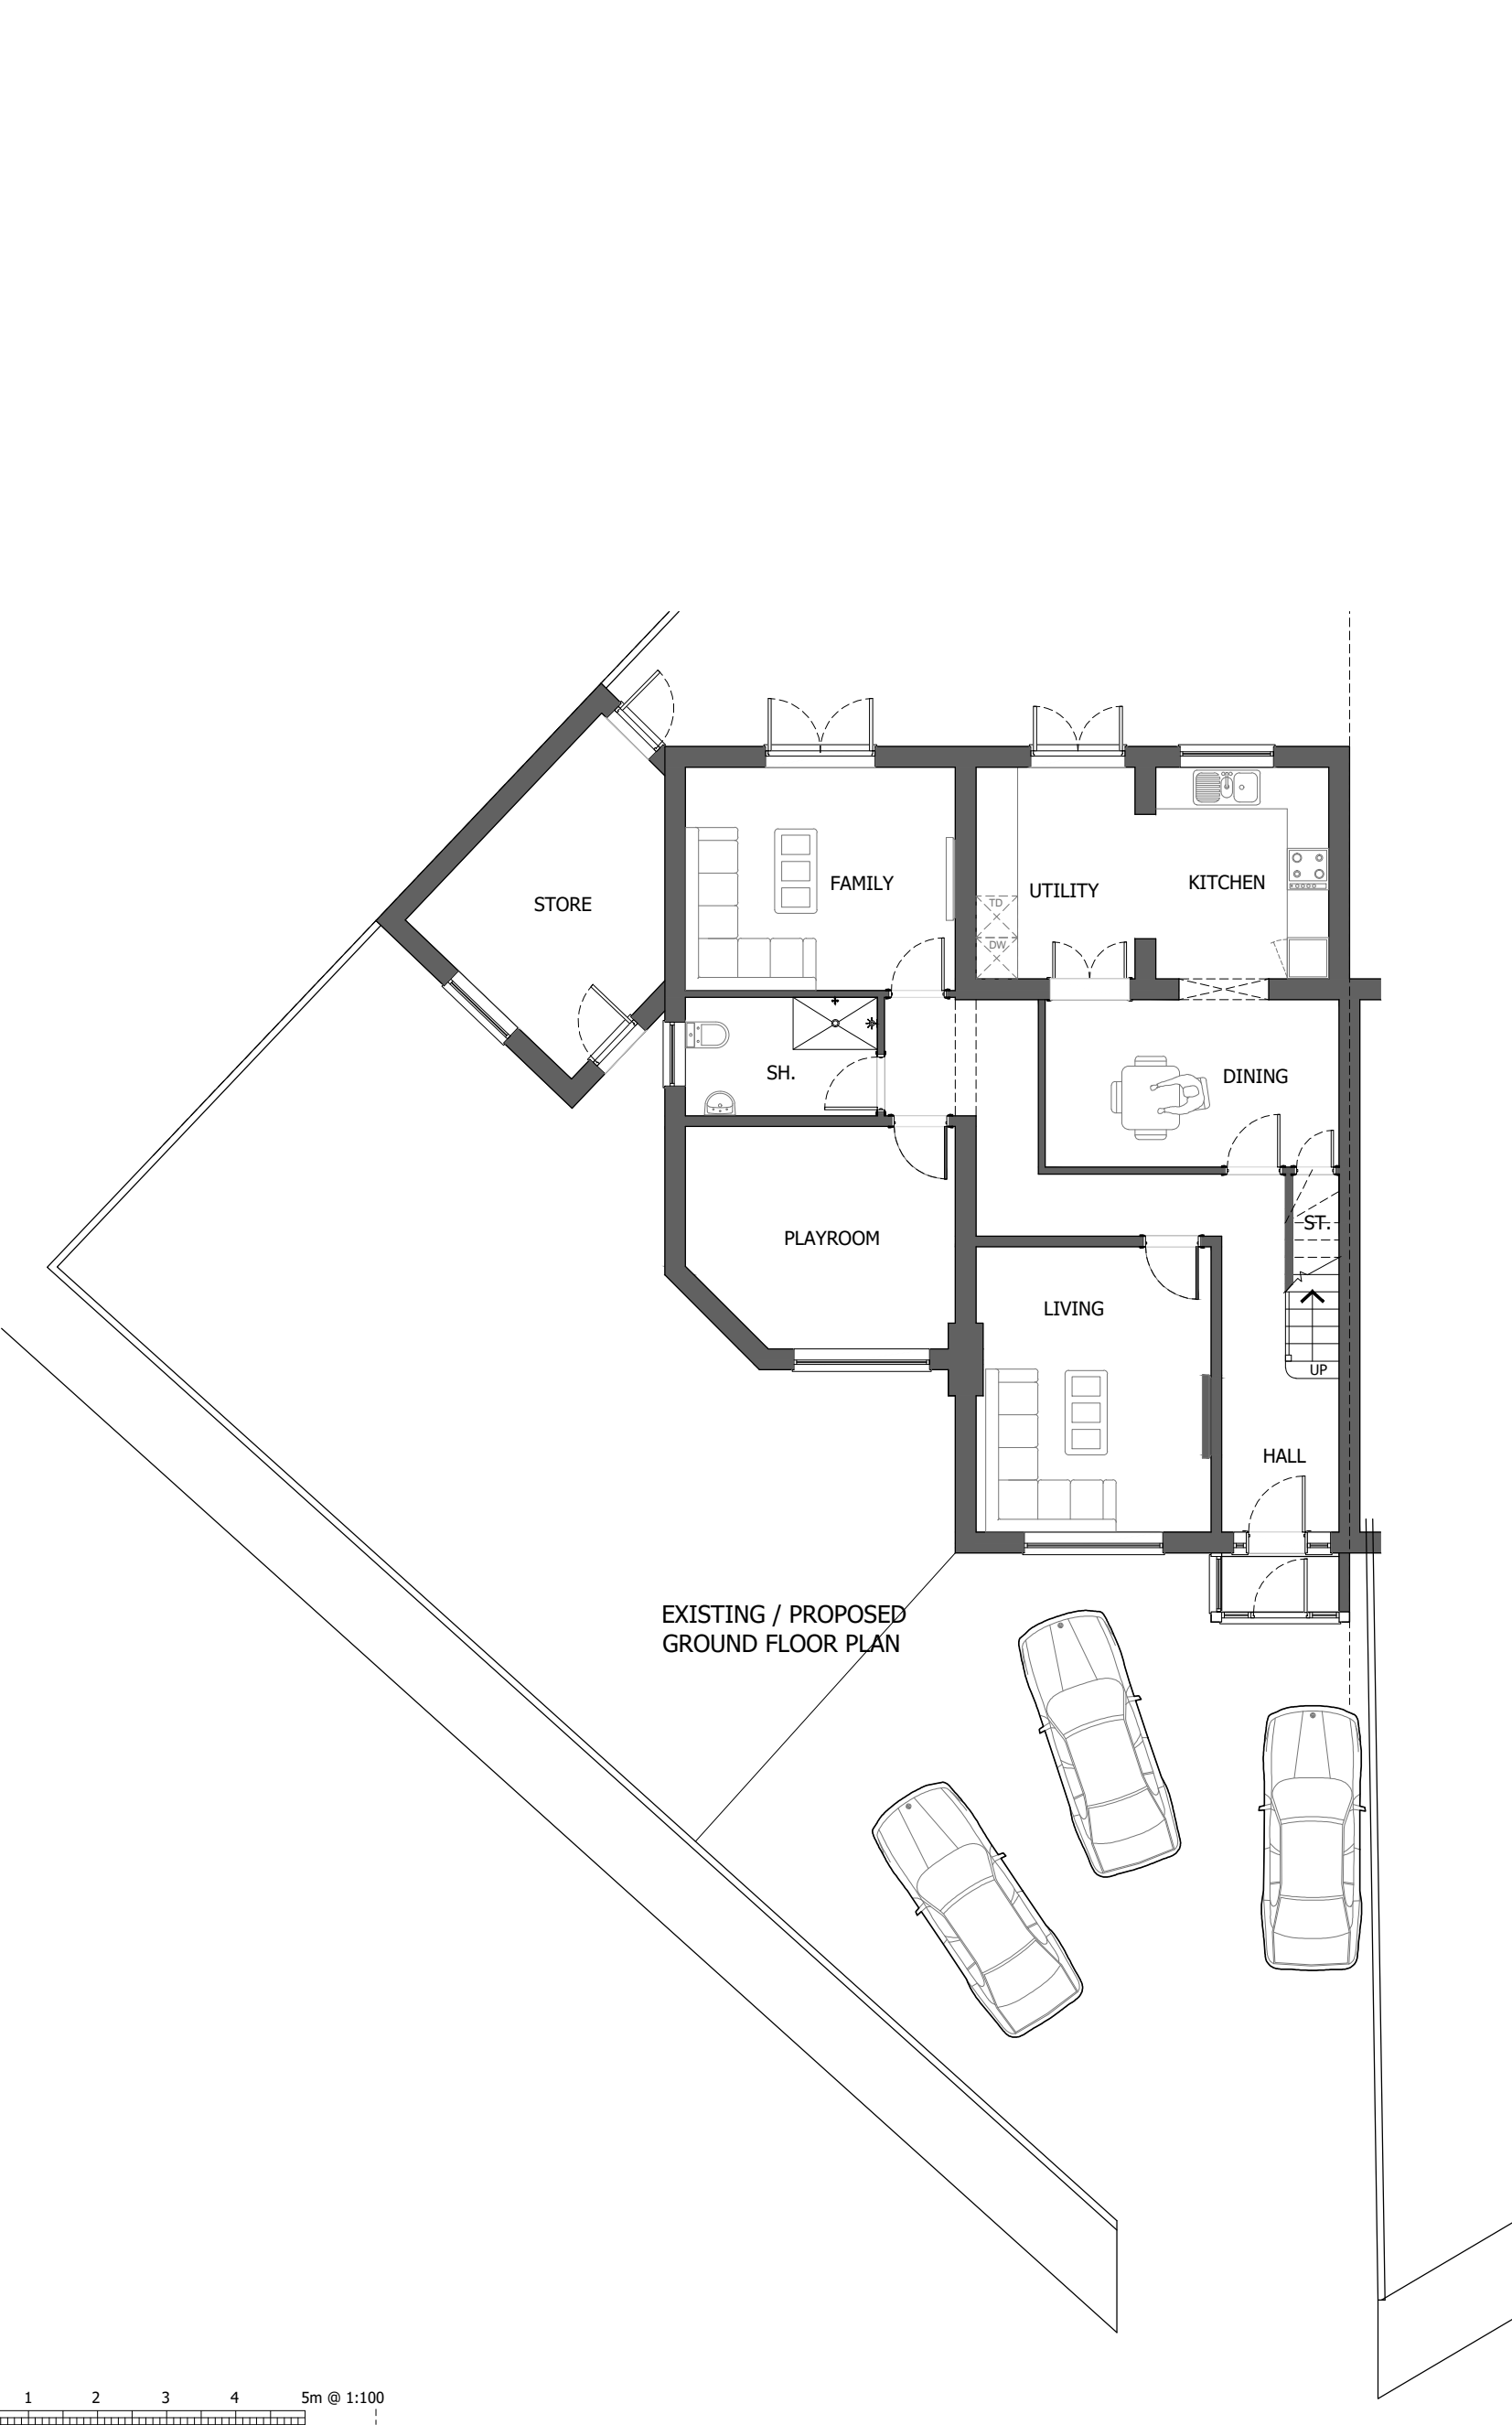 FAMILY
UTILITY
KITCHEN
STORE
TD
DW
SH.
DINING
PLAYROOM
ST.
LIVING
UP
HALL
EXISTING / PROPOSED
GROUND FLOOR PLAN
1 2 3 4 5m @ 1:100